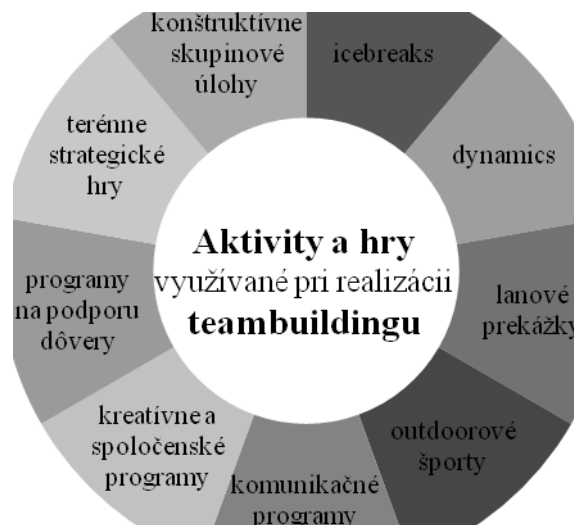 Aktivity a hry
využívané pri realizácii
teambuildingu
icebreaks
dynamics
lanové
prekážky
outdoorové
športy
komunikačné
programy
kreatívne a
spoločenské
programy
programy
na podporu
dôvery
terénne
strategické
hry
konštruktívne
skupinové
úlohy